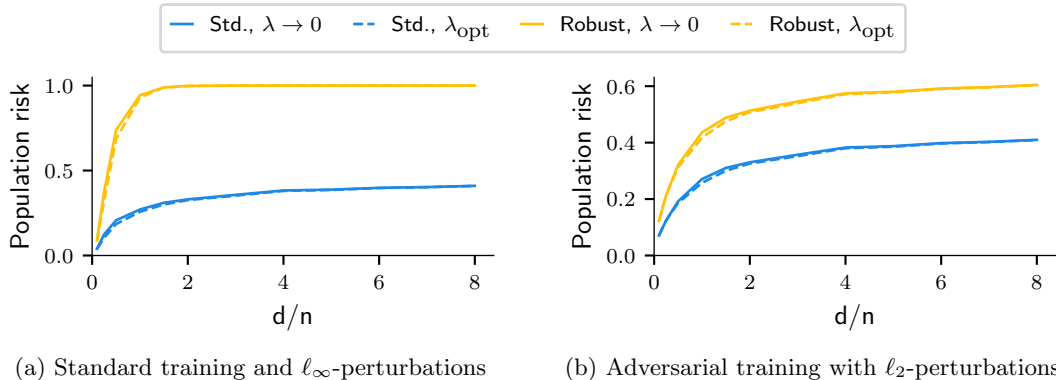 Std., λ → 0 Std., λopt Robust, λ → 0 Robust, λopt
Population risk
1.0
0.5
0.0
0 2 4 6 8
d/n
(a) Standard training and ℓ∞-perturbations
Population risk
0.6
0.4
0.2
0.0
0 2 4 6 8
d/n
(b) Adversarial training with ℓ2-perturbations